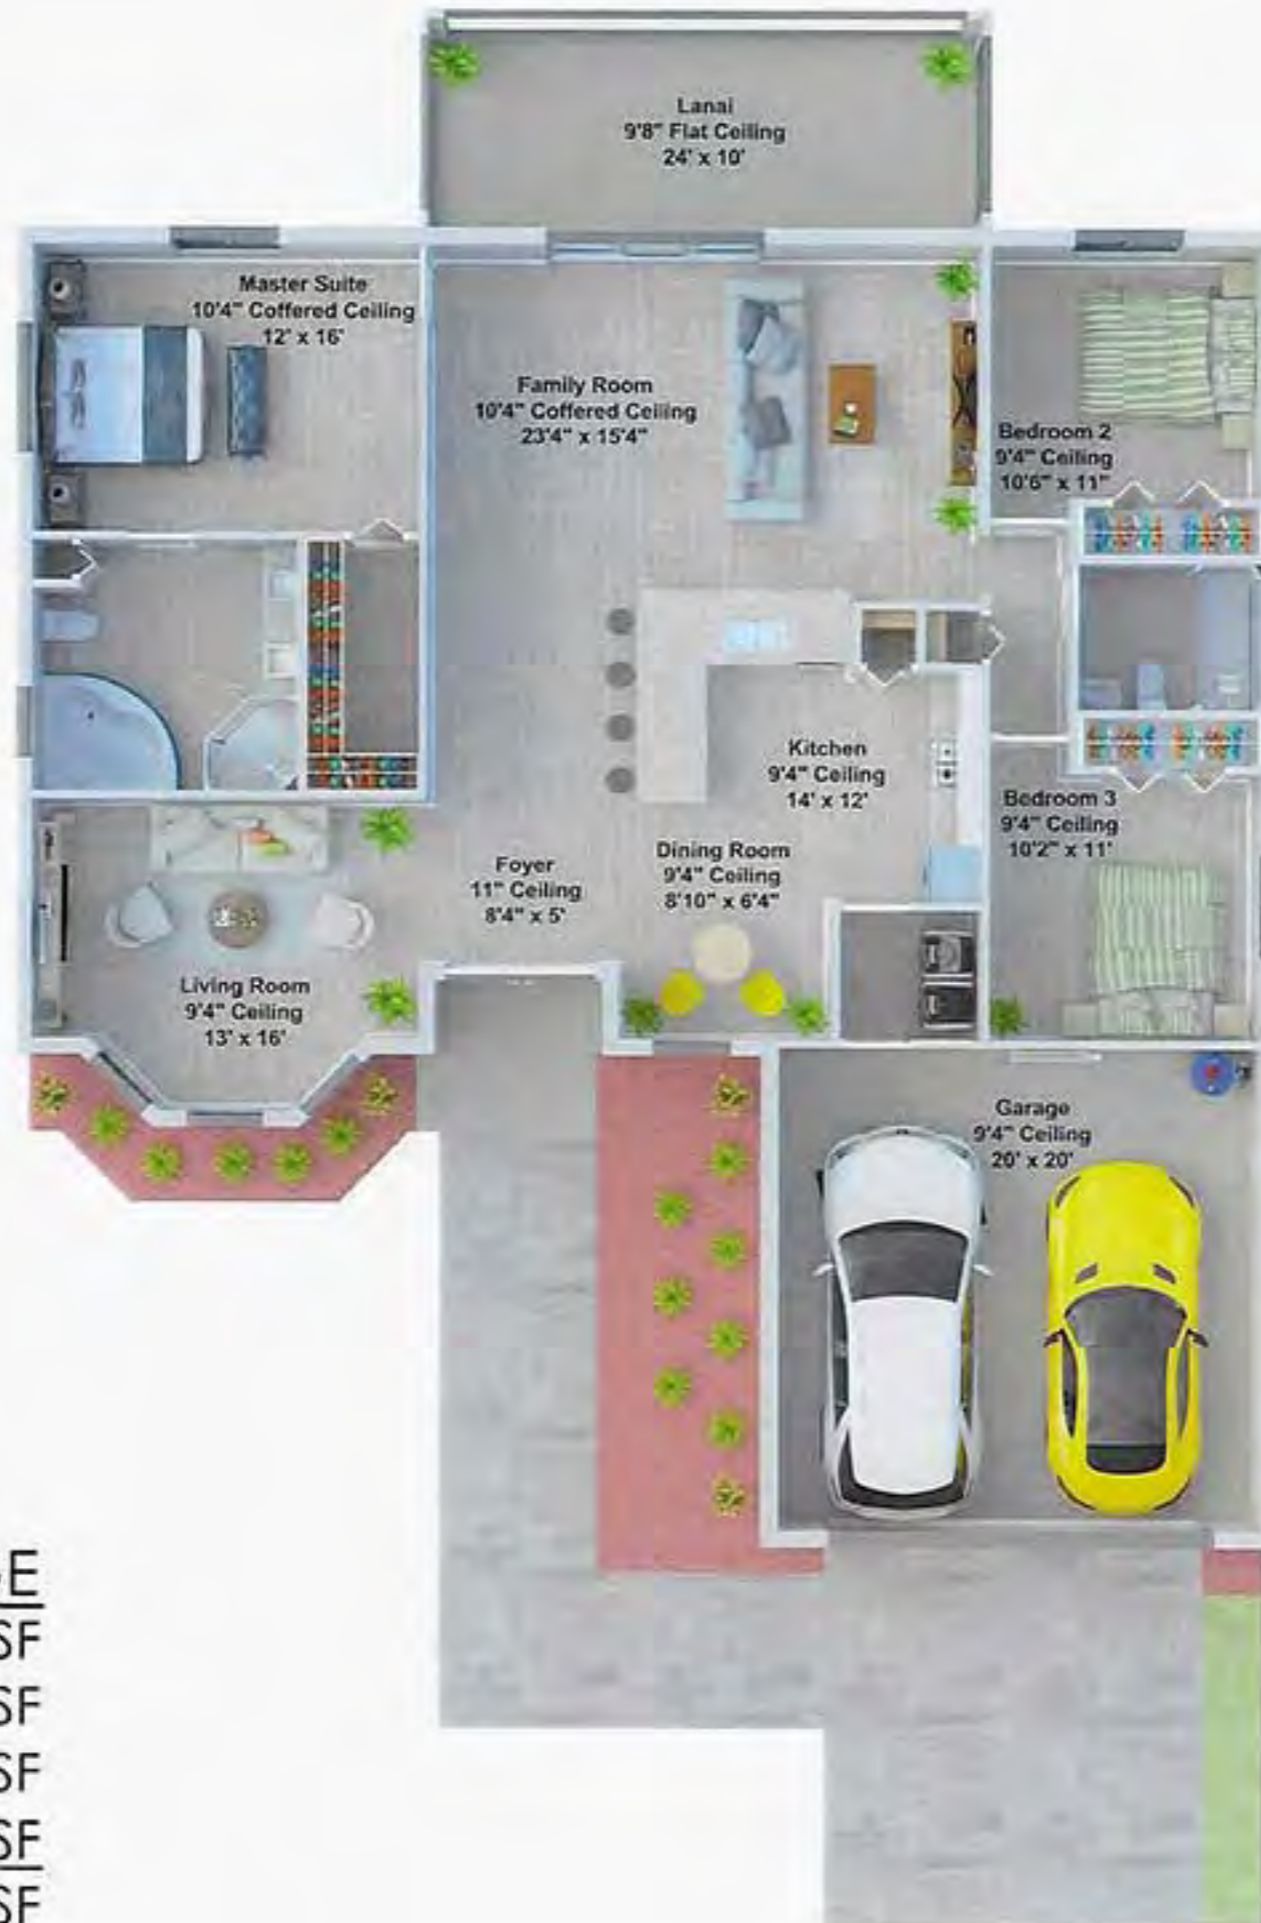 Lanai
9'8" Flat Ceiling
24' x 10'
Master Suite
10'4" Coffered Ceiling
12' x 16'
Family Room
10'4" Coffered Ceiling
23'4" x 15'4"
Bedroom 2
9'4" Ceiling
10'6" x 11"
Kitchen
9'4" Ceiling
14' x 12'
Bedroom 3
9'4" Ceiling
10'2" x 11'
Foyer
11" Ceiling
8'4" x 5'
Dining Room
9'4" Ceiling
8'10" x 6'4"
Living Room
9'4" Ceiling
13' x 16'
Garage
9'4" Ceiling
20' x 20'
E
SF
SF
SF
SF
SF